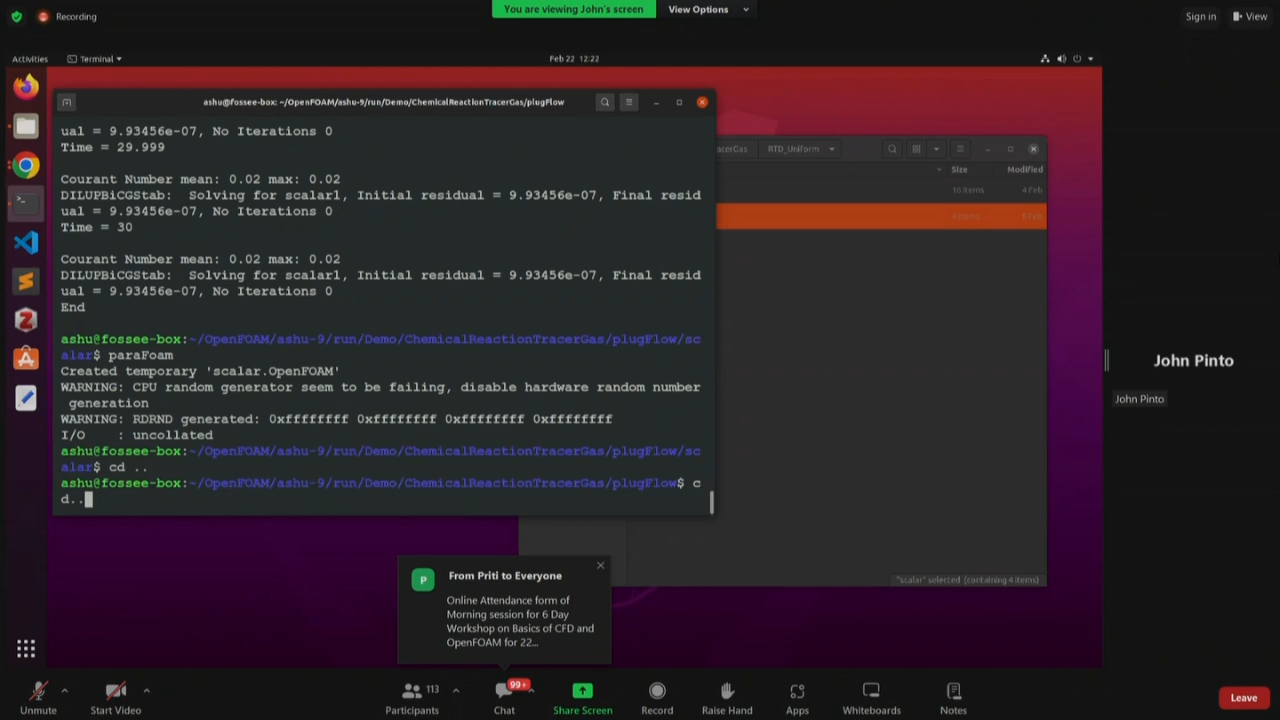 You are viewing John's screen
View Options
Recording
Sign in
View
Activities
Terminal
Feb 22 12:22
ashu@fossee-box: ~/OpenFOAM/ashu-9/run/Demo/ChemicalReactionTracerGas/plugFlow
ual = 9.93456e-07, No Iterations 0
Time = 29.999
Courant Number mean: 0.02 max: 0.02
DILUPBiCGStab: Solving for scalar1, Initial residual = 9.93456e-07, Final resid
ual = 9.93456e-07, No Iterations 0
Time = 30
Courant Number mean: 0.02 max: 0.02
DILUPBiCGStab: Solving for scalar1, Initial residual = 9.93456e-07, Final resid
ual = 9.93456e-07, No Iterations 0
End
ashu@fossee-box:~/OpenFOAM/ashu-9/run/Demo/ChemicalReactionTracerGas/plugFlow/sc
alar$ paraFoam
Created temporary 'scalar.OpenFOAM'
WARNING: CPU random generator seem to be failing, disable hardware random number
generation
WARNING: RDRND generated: 0xffffffff 0xffffffff 0xffffffff 0xffffffff
I/O : uncollated
ashu@fossee-box:~/OpenFOAM/ashu-9/run/Demo/ChemicalReactionTracerGas/plugFlow/sc
alar$ cd ..
ashu@fossee-box:~/OpenFOAM/ashu-9/run/Demo/ChemicalReactionTracerGas/plugFlow$ c
d..
acerGas
RTD_Uniform
Size
Modified
4 Feb
"scalar" selected (containing 4 items)
John Pinto
John Pinto
P
From Priti to Everyone
Online Attendance form of
Morning session for 6 Day
Workshop on Basics of CFD and
OpenFOAM for 22...
Unmute
Start Video
113
Participants
99+
Chat
Share Screen
Record
Raise Hand
Apps
Whiteboards
Notes
Leave